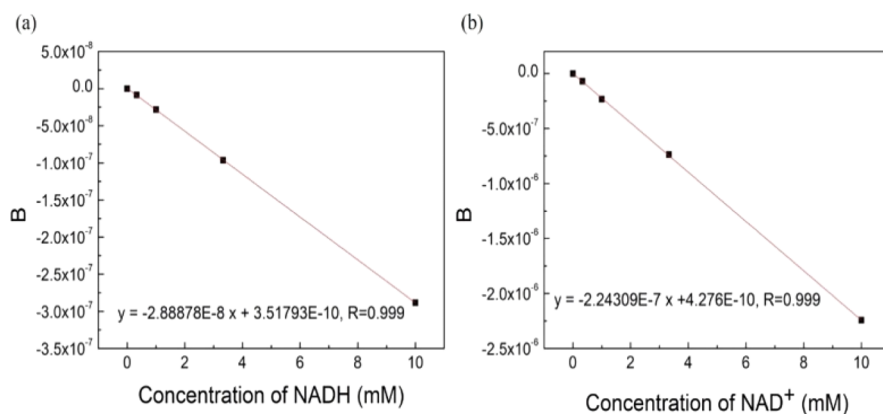 (a)
5.0x10⁻⁸
0.0
-5.0x10⁻⁸
-1.0x10⁻⁷
-1.5x10⁻⁷
-2.0x10⁻⁷
-2.5x10⁻⁷
-3.0x10⁻⁷
-3.5x10⁻⁷
B
y = -2.88878E-8 x + 3.51793E-10, R=0.999
0 2 4 6 8 10
Concentration of NADH (mM)
(b)
0.0
-5.0x10⁻⁷
-1.0x10⁻⁶
-1.5x10⁻⁶
-2.0x10⁻⁶
-2.5x10⁻⁶
B
y = -2.24309E-7 x +4.276E-10, R=0.999
0 2 4 6 8 10
Concentration of NAD⁺ (mM)